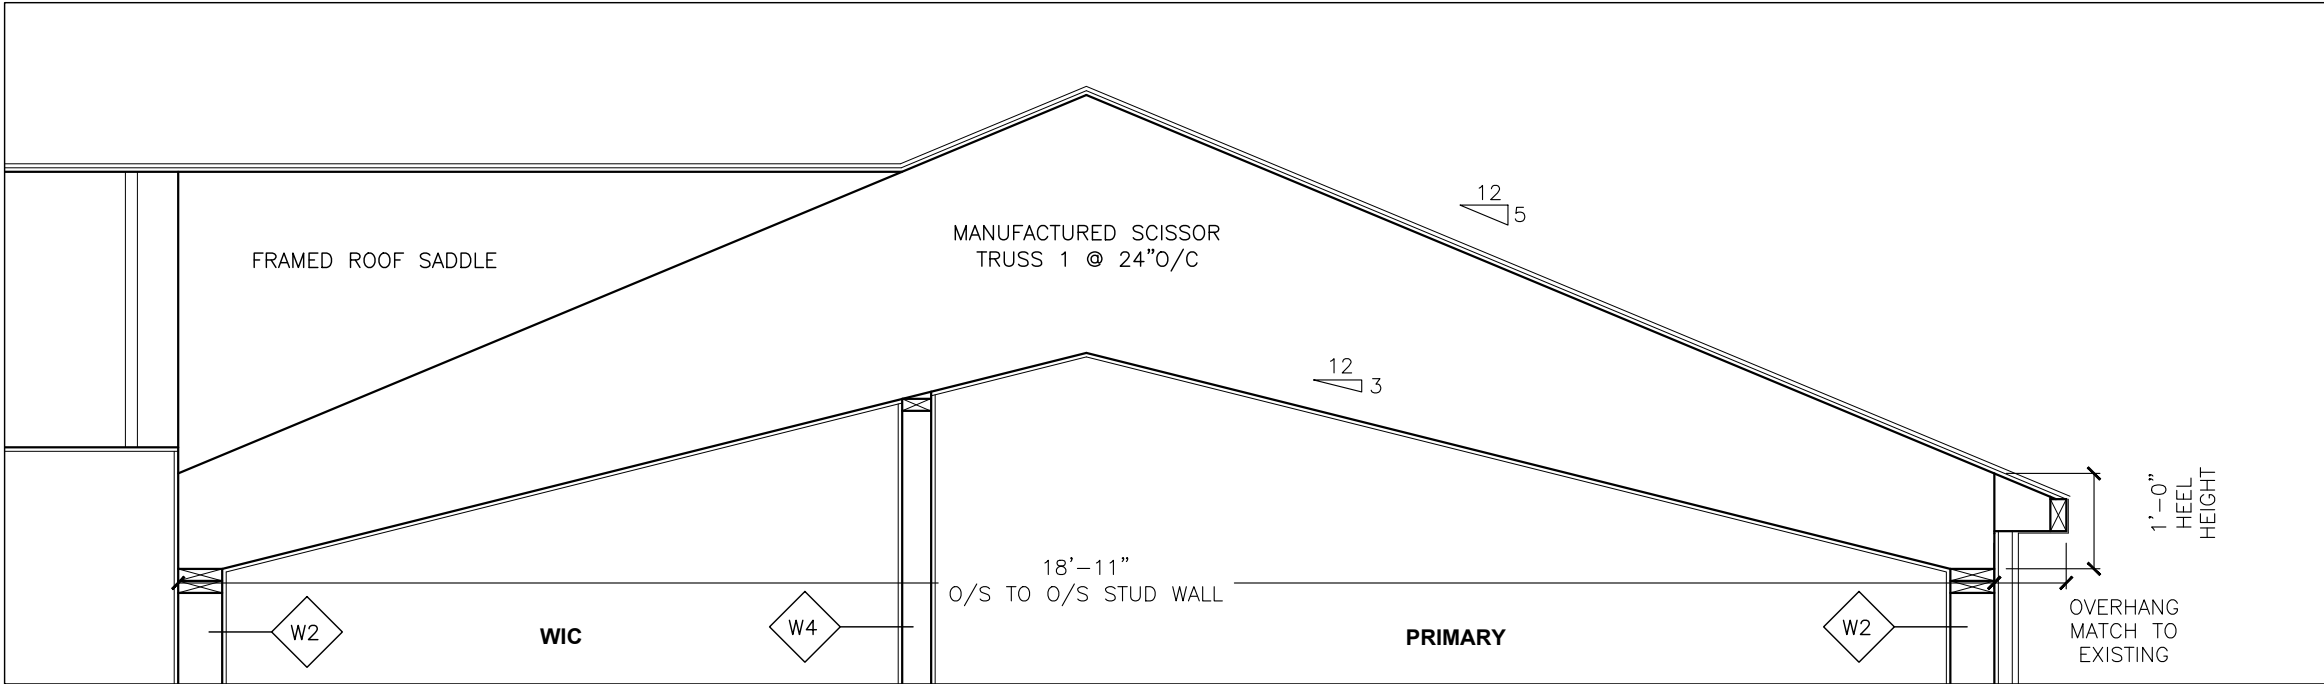 12
5
MANUFACTURED SCISSOR
TRUSS 1 @ 24"O/C
FRAMED ROOF SADDLE
12
3
1'-0"
HEEL
HEIGHT
18'-11"
O/S TO O/S STUD WALL
OVERHANG
MATCH TO
EXISTING
W2
WIC
W4
PRIMARY
W2